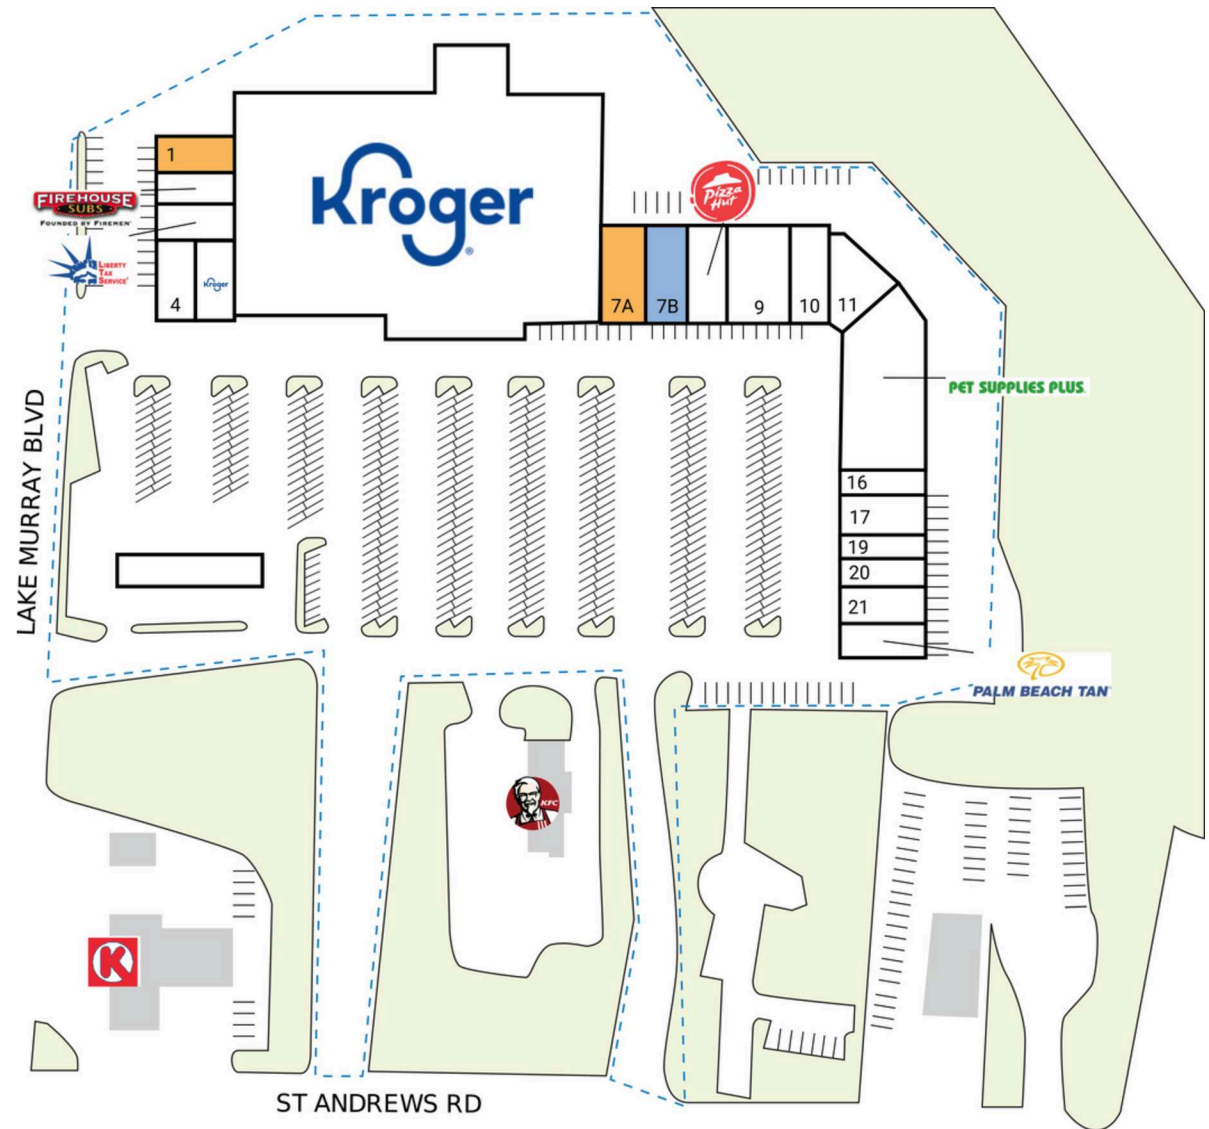 1
FIREHOUSE
SUBS
FOUNDED BY FIREMEN
LIBERTY
TAX
SERVICE
4
Kroger
Kroger
®
Pizza
Hut
7A
7B
9
10
11
PET SUPPLIES PLUS.
16
17
19
20
21
PALM BEACH TAN
LAKE MURRAY BLVD
KFC
K
ST ANDREWS RD